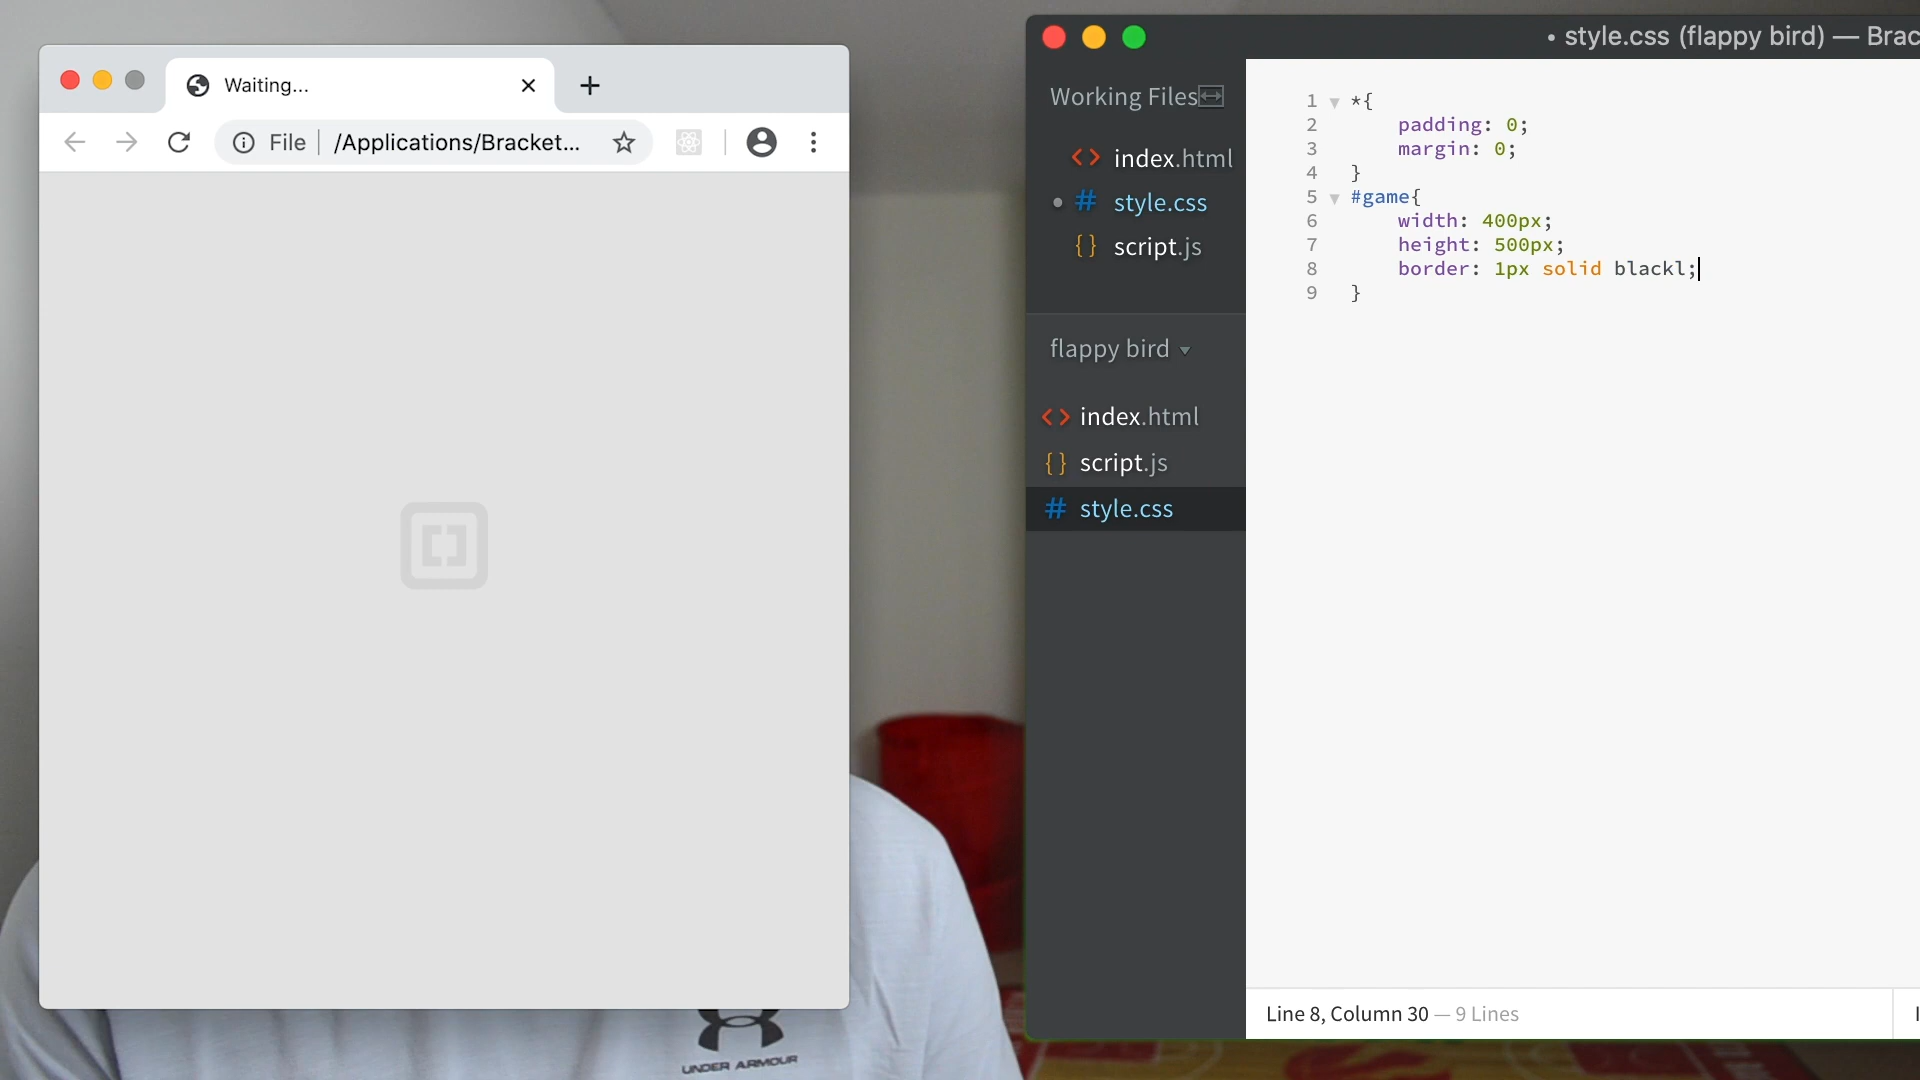 Waiting...
File
/Applications/Bracket...
UNDER ARMOUR
• style.css (flappy bird) — Brac
Working Files
index.html
style.css
script.js
flappy bird
index.html
script.js
style.css
1 *{
2 padding: 0;
3 margin: 0;
4 }
5 #game{
6 width: 400px;
7 height: 500px;
8 border: 1px solid blackl;
9 }
Line 8, Column 30 — 9 Lines